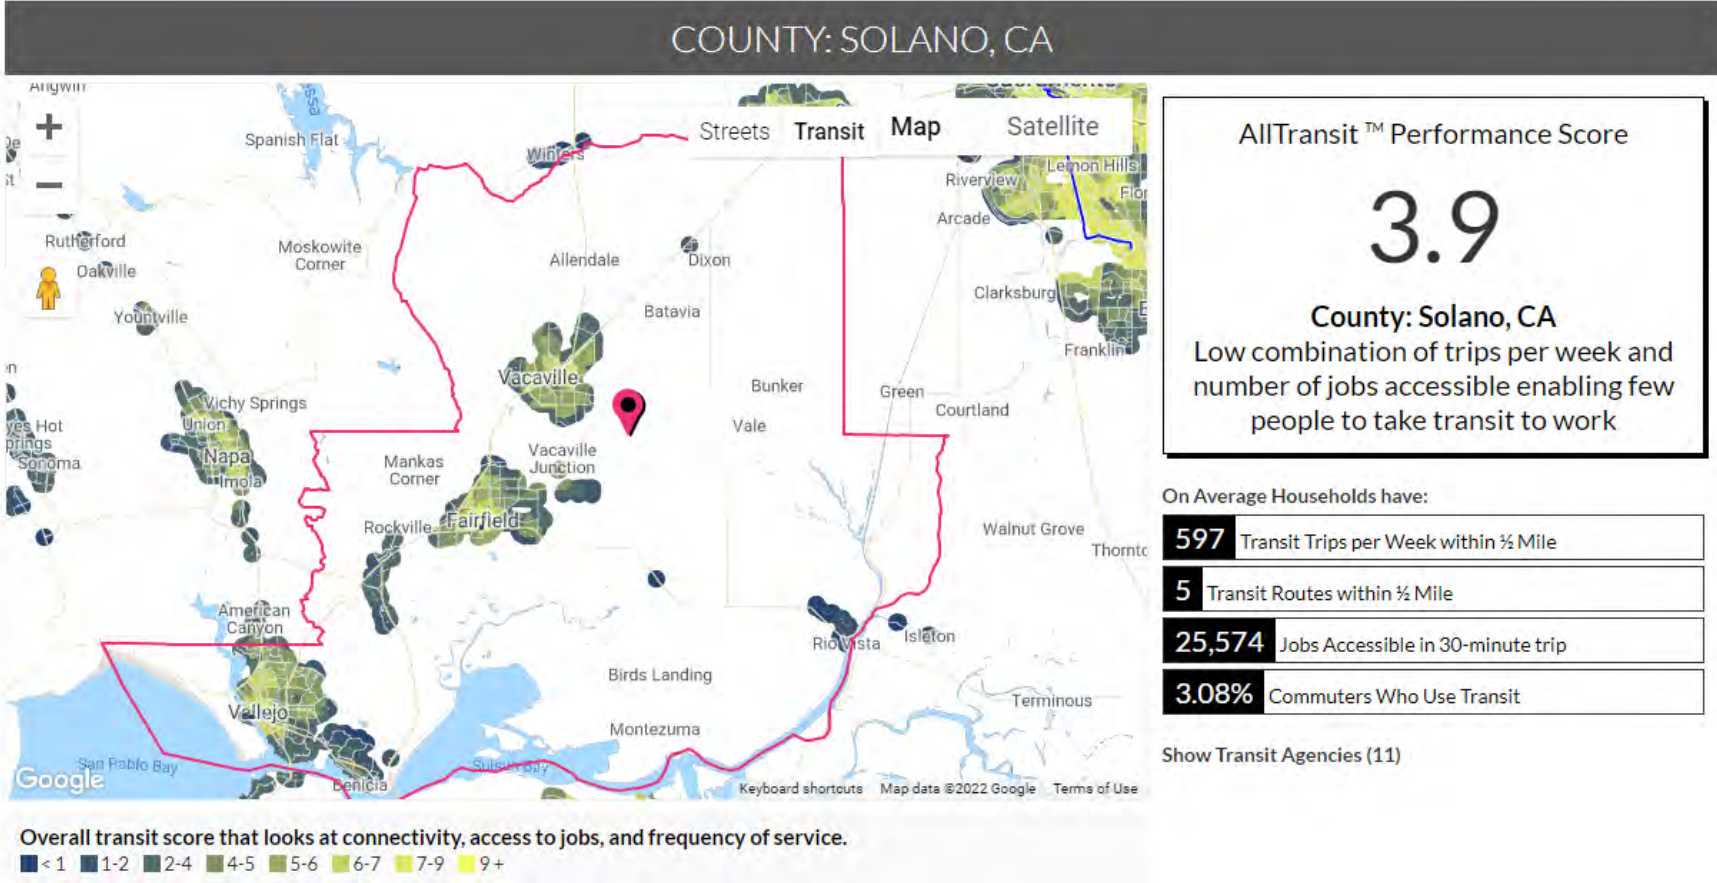 COUNTY: SOLANO, CA
Angwin
Spanish Flat
Winters
Streets
Transit
Map
Satellite
Lemon Hills
Riverview
Arcade
Rutherford
Moskowite
Corner
Oakville
Allendale
Dixon
Clarksburg
Yountville
Batavia
Franklin
Vacaville
Bunker
Green
Courtland
Vichy Springs
Union
Vale
Napa
Sonoma
Imola
Mankas
Corner
Vacaville
Junction
Rockville
Fairfield
Walnut Grove
American
Canyon
Rio Vista
Isleton
Birds Landing
Terminous
Vallejo
Montezuma
San Pablo Bay
Suisun Bay
Benicia
Google
Keyboard shortcuts
Map data ©2022 Google
Terms of Use
Overall transit score that looks at connectivity, access to jobs, and frequency of service.
< 1 1-2 2-4 4-5 5-6 6-7 7-9 9 +
AllTransit ™ Performance Score
3.9
County: Solano, CA
Low combination of trips per week and
number of jobs accessible enabling few
people to take transit to work
On Average Households have:
597 Transit Trips per Week within ½ Mile
5 Transit Routes within ½ Mile
25,574 Jobs Accessible in 30-minute trip
3.08% Commuters Who Use Transit
Show Transit Agencies (11)